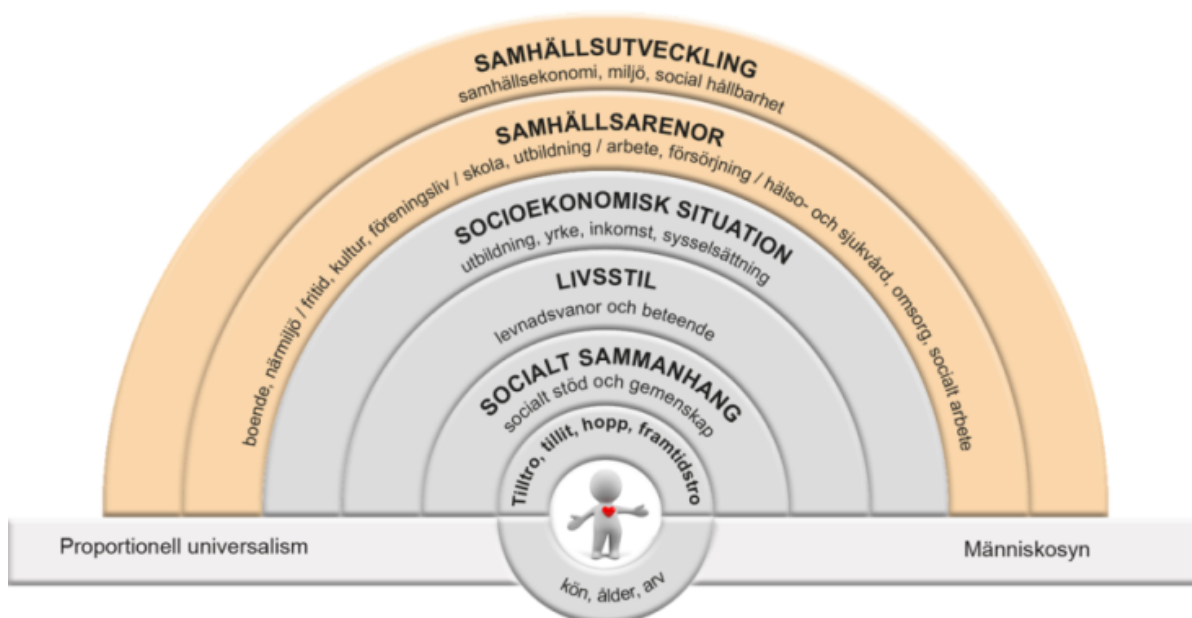 SAMHÄLLSUTVECKLING
samhällsekonomi, miljö, social hållbarhet
SAMHÄLLSARENOR
boende, närmiljö / fritid, kultur, föreningsliv / skola, utbildning / arbete, försörjning / hälso- och sjukvård, omsorg, socialt arbete
SOCIOEKONOMISK SITUATION
utbildning, yrke, inkomst, sysselsättning
LIVSSTIL
levnadsvanor och beteende
SOCIALT SAMMANHANG
socialt stöd och gemenskap
Tilltro, tillit, hopp, framtidstro
Proportionell universalism
Människosyn
kön, ålder, arv